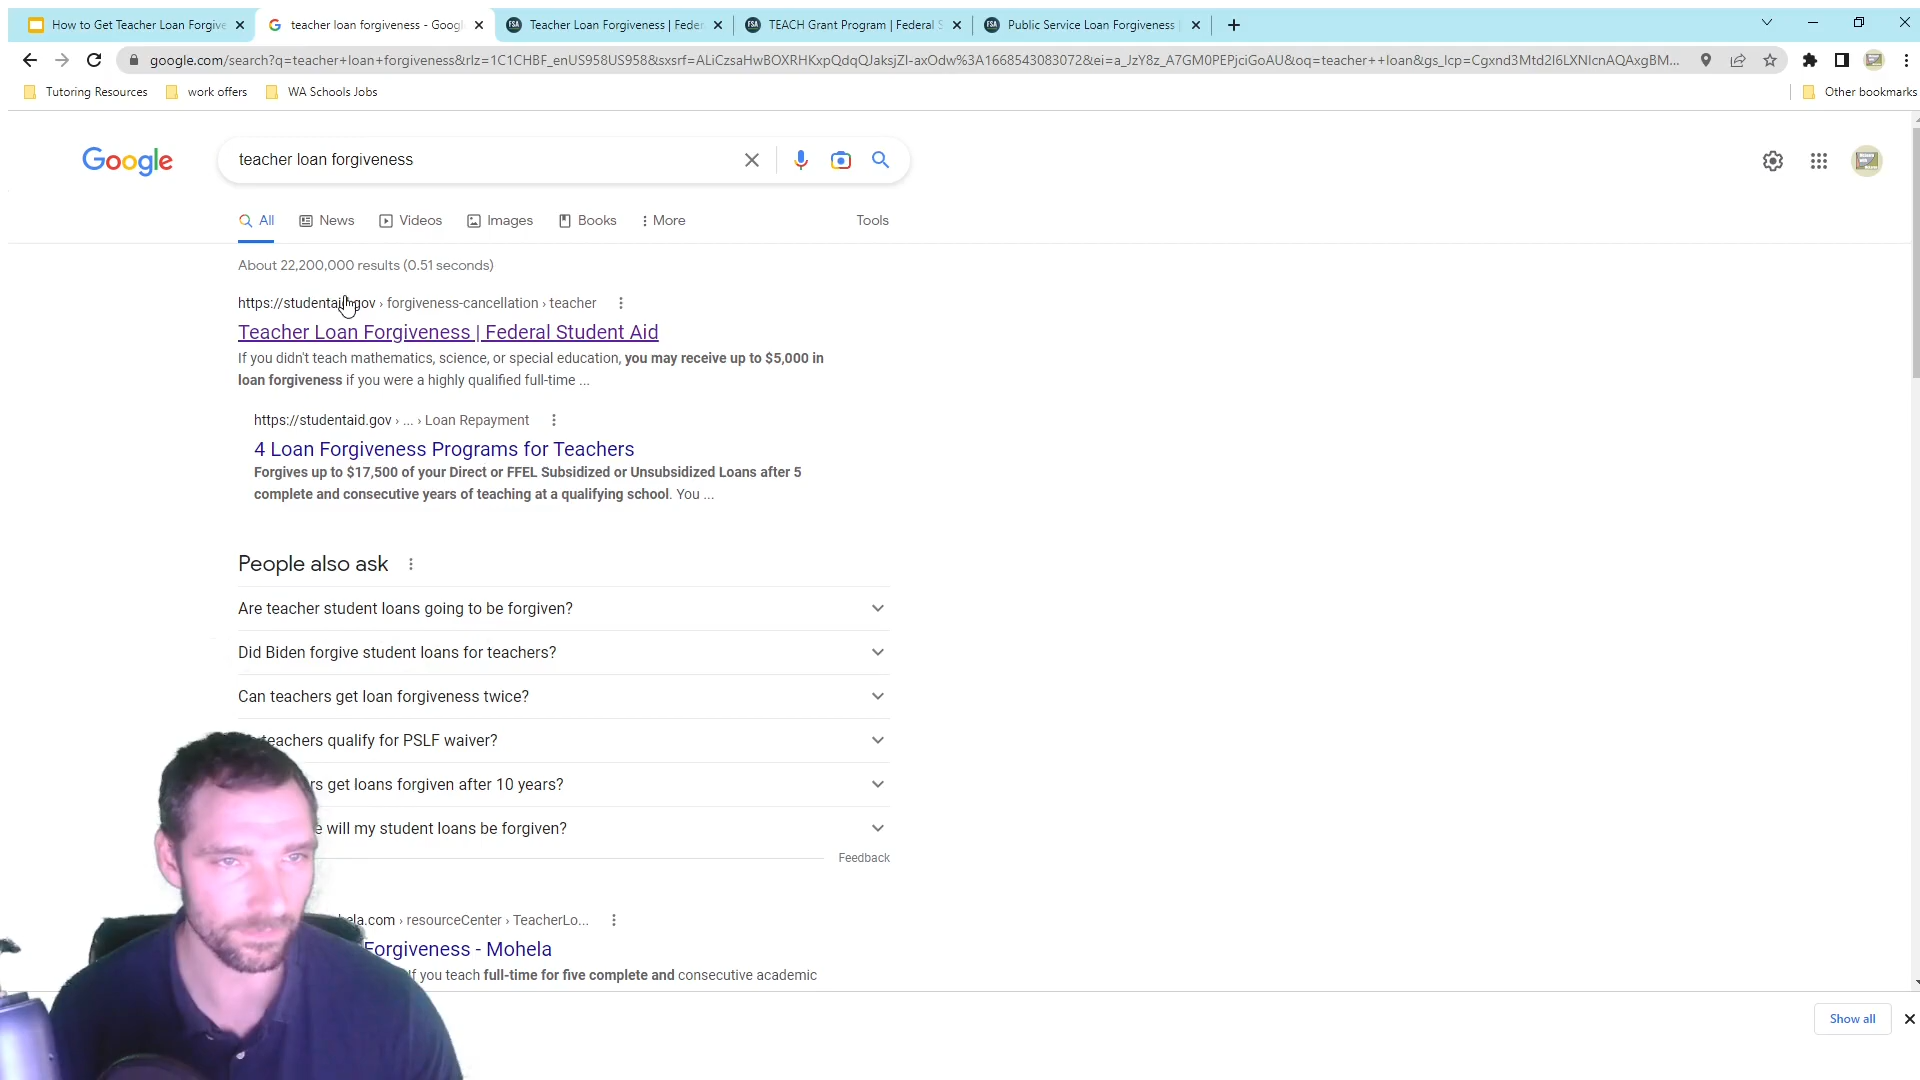 How to Get Teacher Loan Forgive
teacher loan forgiveness - Googl
Teacher Loan Forgiveness | Feder
TEACH Grant Program | Federal S
Public Service Loan Forgiveness
google.com/search?q=teacher+loan+forgiveness&rlz=1C1CHBF_enUS958US958&sxsrf=
Tutoring Resources
work offers
WA Schools Jobs
Other bookmarks
Google
teacher loan forgiveness
All
News
Videos
Images
Books
More
Tools
About 22,200,000 results (0.51 seconds)
https://studentaid.gov › forgiveness-cancellation › teacher
Teacher Loan Forgiveness | Federal Student Aid
If you didn't teach mathematics, science, or special education, you may receive up to $5,000 in
loan forgiveness if you were a highly qualified full-time ...
https://studentaid.gov › ... › Loan Repayment
4 Loan Forgiveness Programs for Teachers
Forgives up to $17,500 of your Direct or FFEL Subsidized or Unsubsidized Loans after 5
complete and consecutive years of teaching at a qualifying school. You ...
People also ask
Are teacher student loans going to be forgiven?
Did Biden forgive student loans for teachers?
Can teachers get loan forgiveness twice?
teachers qualify for PSLF waiver?
get loans forgiven after 10 years?
will my student loans be forgiven?
Feedback
.com › resourceCenter › TeacherLo...
Forgiveness - Mohela
If you teach full-time for five complete and consecutive academic
Show all